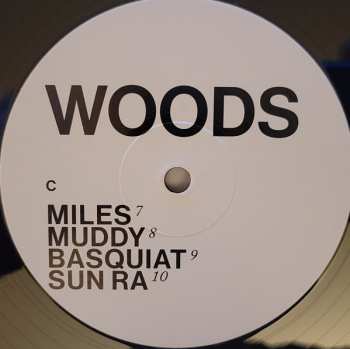 WOODS
C
MILES 7
MUDDY 8
BASQUIAT 9
SUN RA 10